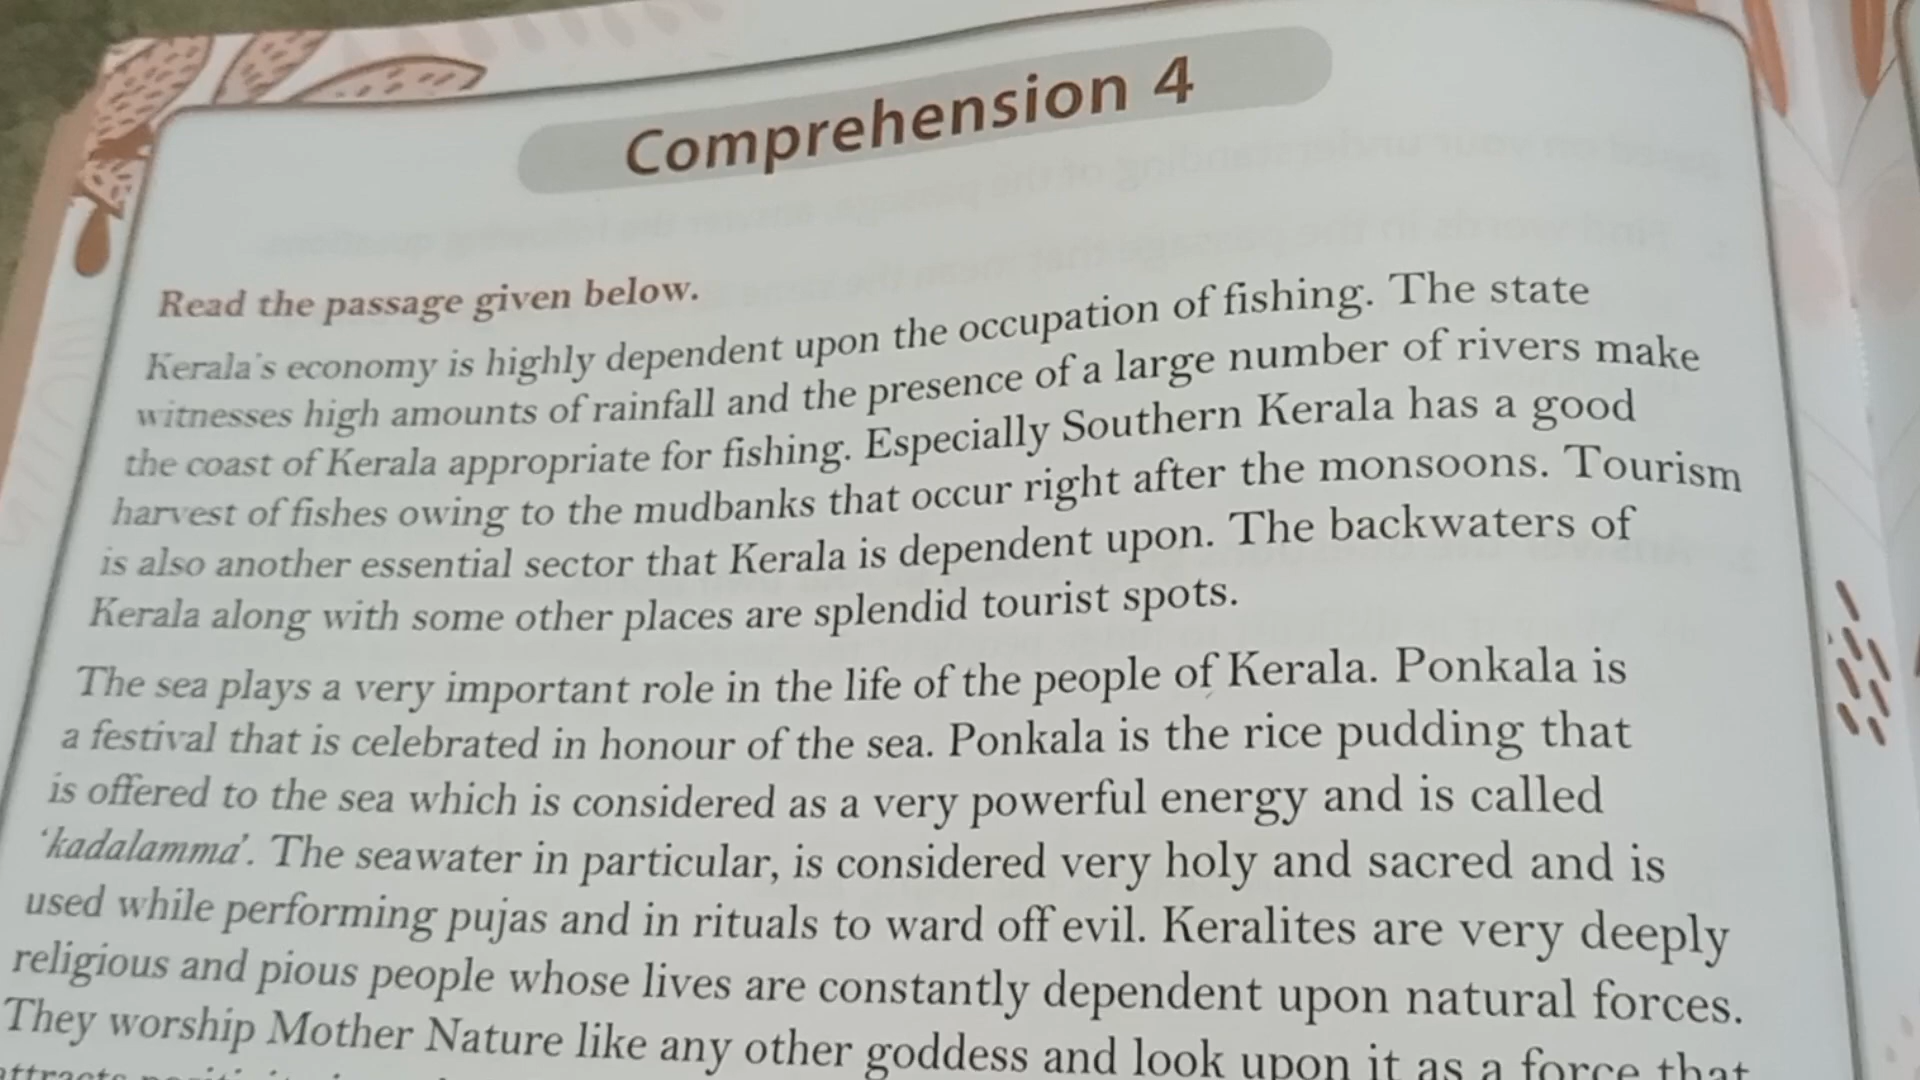 Comprehension 4
Read the passage given below.
Kerala's economy is highly dependent upon the occupation of fishing. The state
witnesses high amounts of rainfall and the presence of a large number of rivers make
the coast of Kerala appropriate for fishing. Especially Southern Kerala has a good
harvest of fishes owing to the mudbanks that occur right after the monsoons. Tourism
is also another essential sector that Kerala is dependent upon. The backwaters of
Kerala along with some other places are splendid tourist spots.
The sea plays a very important role in the life of the people of Kerala. Ponkala is
a festival that is celebrated in honour of the sea. Ponkala is the rice pudding that
is offered to the sea which is considered as a very powerful energy and is called
'kadalamma'. The seawater in particular, is considered very holy and sacred and is
used while performing pujas and in rituals to ward off evil. Keralites are very deeply
religious and pious people whose lives are constantly dependent upon natural forces.
They worship Mother Nature like any other goddess and look upon it as a force that